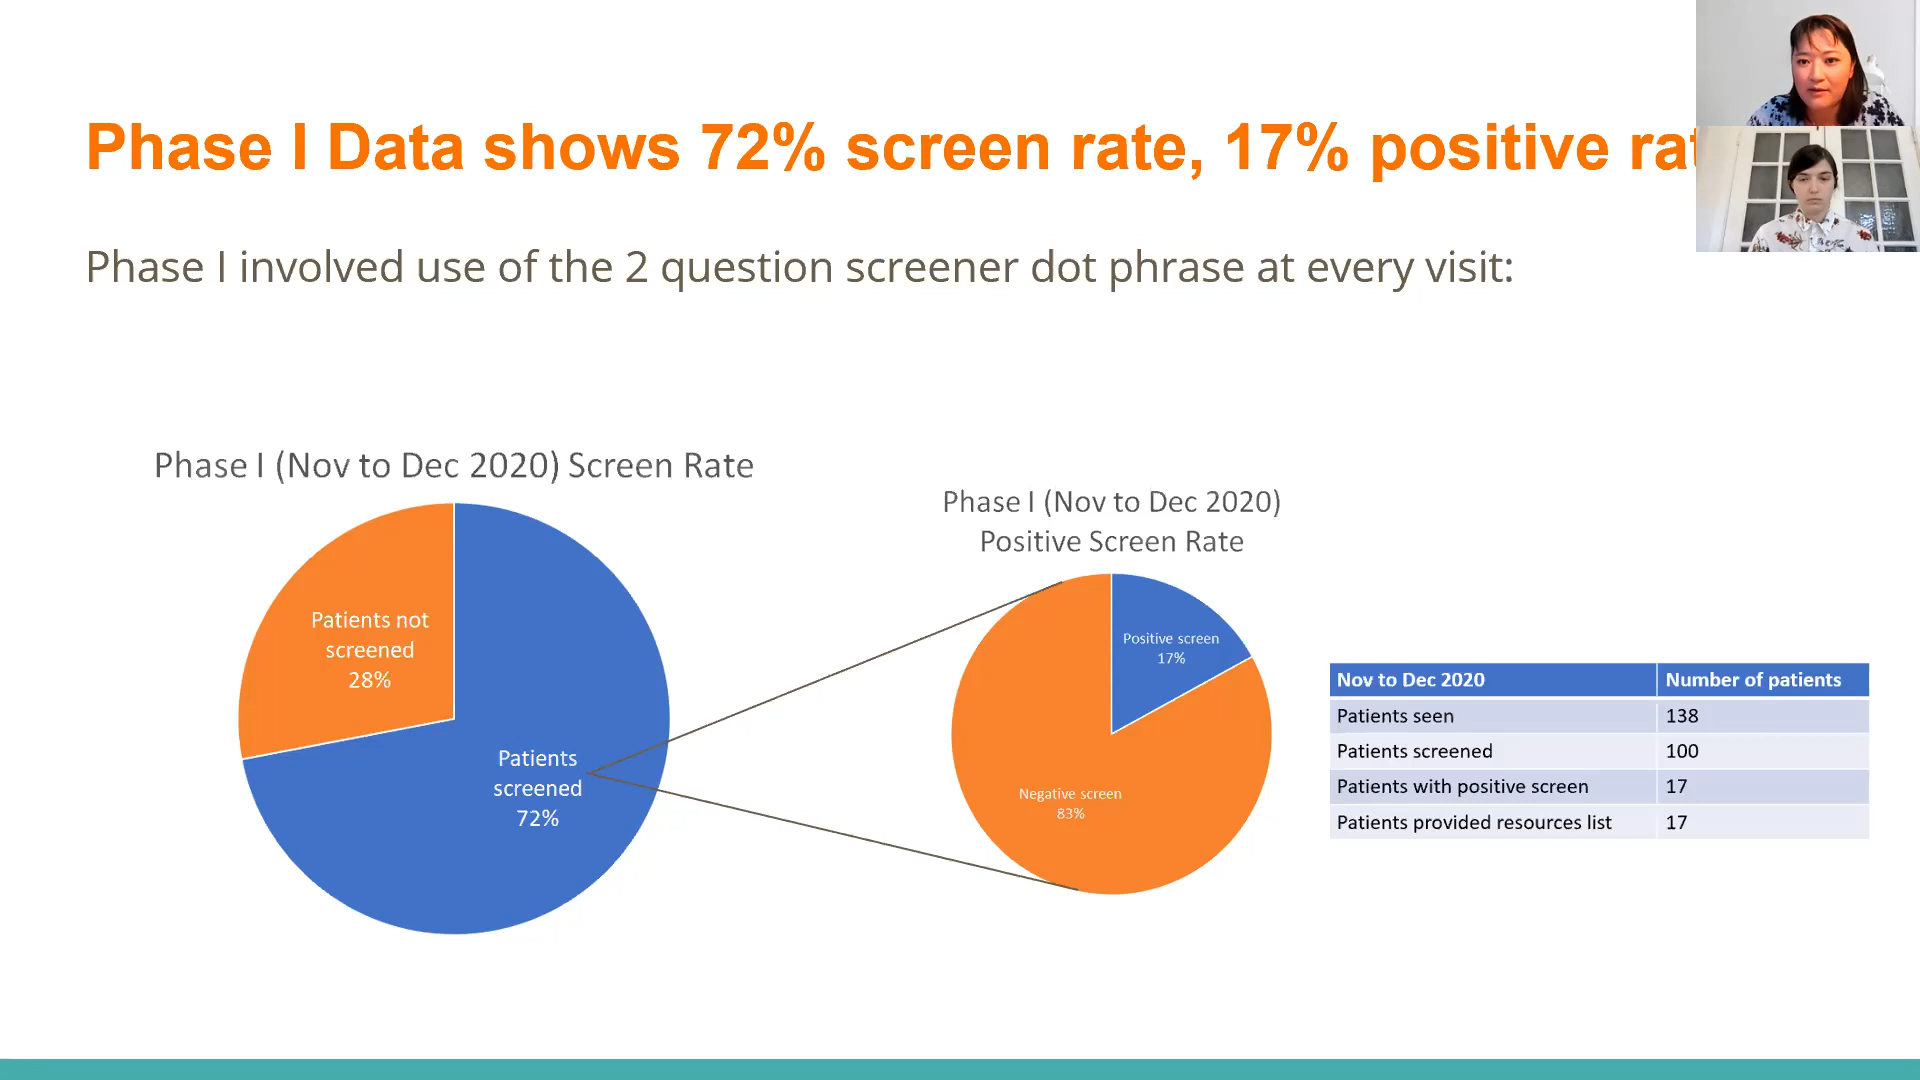 Phase I Data shows 72% screen rate, 17% positive
Phase I involved use of the 2 question screener dot phrase at every visit:
Phase I (Nov to Dec 2020) Screen Rate
Patients not
screened
28%
Patients
screened
72%
Phase I (Nov to Dec 2020)
Positive Screen Rate
Positive screen
17%
Negative screen
83%
Nov to Dec 2020 Number of patients
Patients seen 138
Patients screened 100
Patients with positive screen 17
Patients provided resources list 17